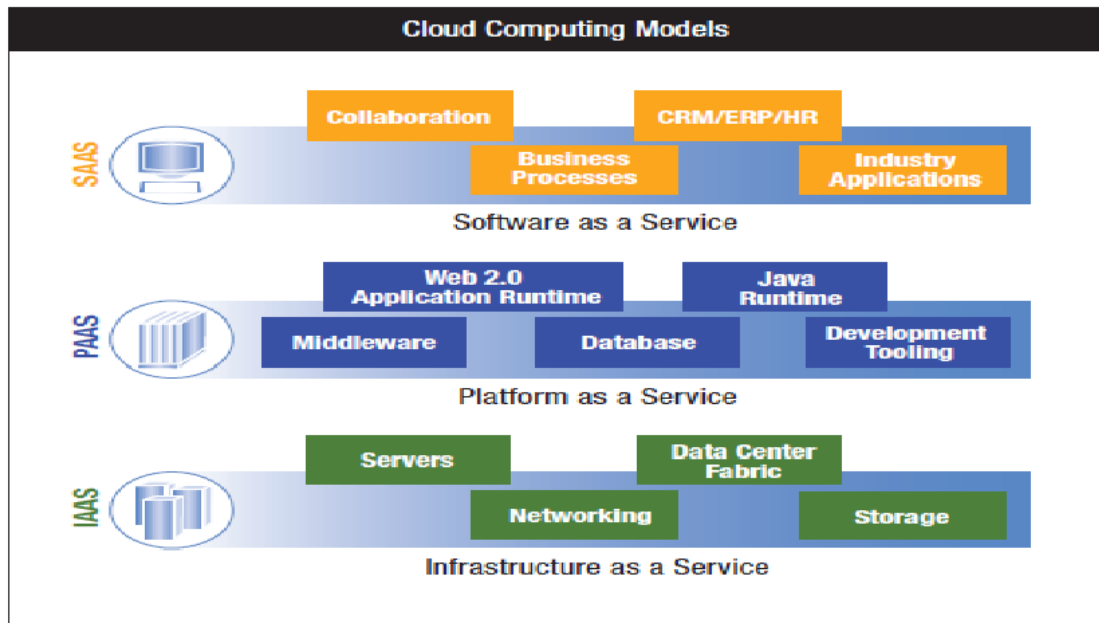 Cloud Computing Models
SAAS
Collaboration
CRM/ERP/HR
Business
Processes
Industry
Applications
Software as a Service
PAAS
Web 2.0
Application Runtime
Java
Runtime
Middleware
Database
Development
Tooling
Platform as a Service
IAAS
Servers
Data Center
Fabric
Networking
Storage
Infrastructure as a Service